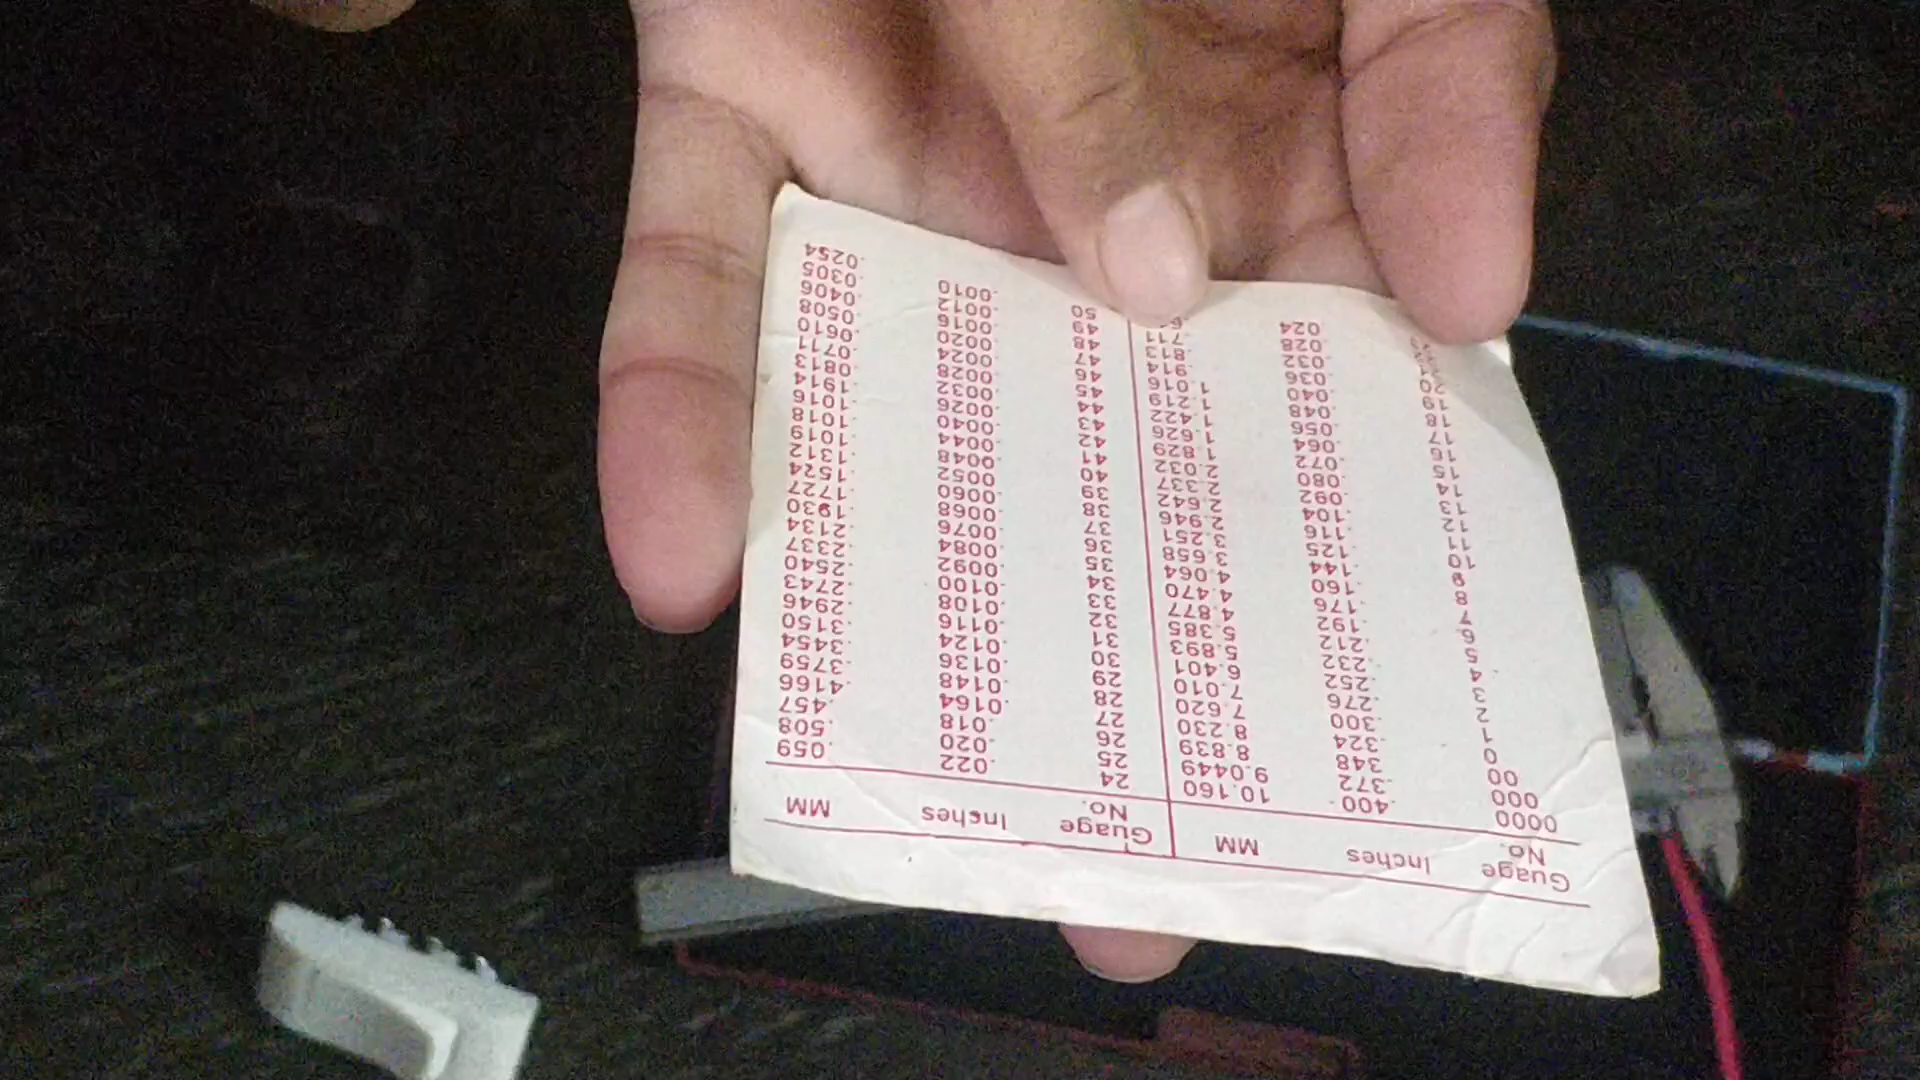 Guage No. Inches MM
0000 .400 10.160
000 .372 9.0449
00 348 8.839
0 .324 8.230
1 .300 7.620
2 .276 7.010
3 .252 6.401
4 .232 5.893
5 .212 5.385
6 .192 4.877
7 .176 4.470
8 .160 4.064
9 .144 3.658
10 .125 3.251
11 .116 2.946
12 .104 2.642
13 .092 2.337
14 .080 2.032
15 .072 1.829
16 .064 1.626
17 .056 1.422
18 .048 1.219
19 .040 1.016
20 .036 .914
.032 .813
.028 .711
024
Guage No. Inches MM
24 .022 .059
25 .020 .508
26 .018 .457
27 .0164 .4166
28 .0148 .3759
29 .0136 .3454
30 .0124 .3150
31 .0116 .2946
32 .0108 .2743
33 .0100 .2540
34 .0092 .2337
35 .0084 .2134
36 .0076 .1930
37 .0068 .1727
38 .0060 .1524
39 .0052 .1312
40 .0048 .1019
41 .0044 .1018
42 .0040 .1016
43 .0026 .1914
44 .0032 .0813
45 .0028 .0711
46 .0024 .0610
47 .0020 .0508
48 .0016 .0406
49 .0012 .0305
50 .0010 .0254